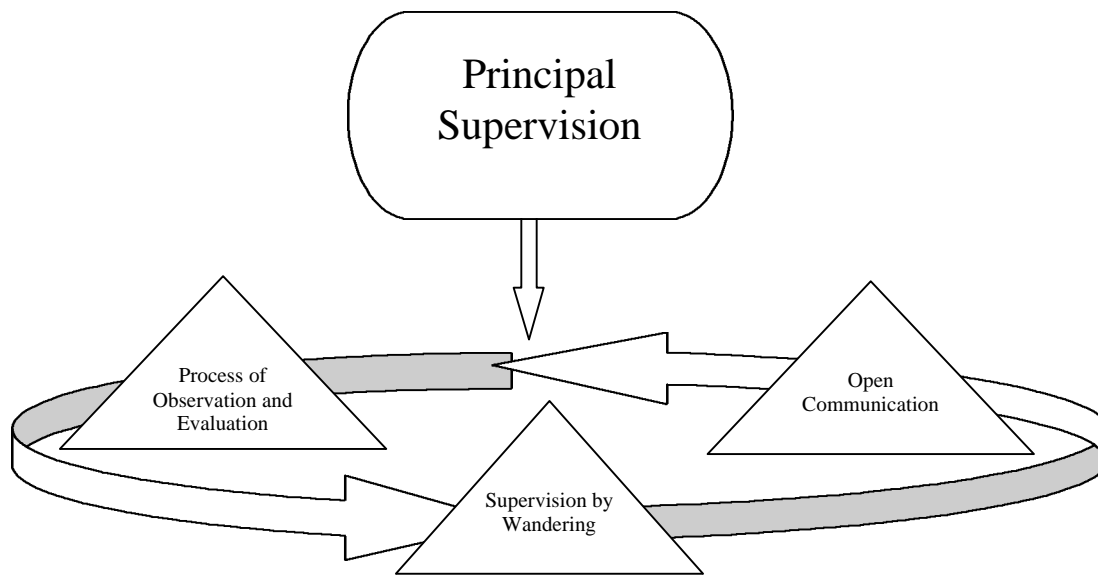 Principal
Supervision
Process of
Observation and
Evaluation
Open
Communication
Supervision by
Wandering